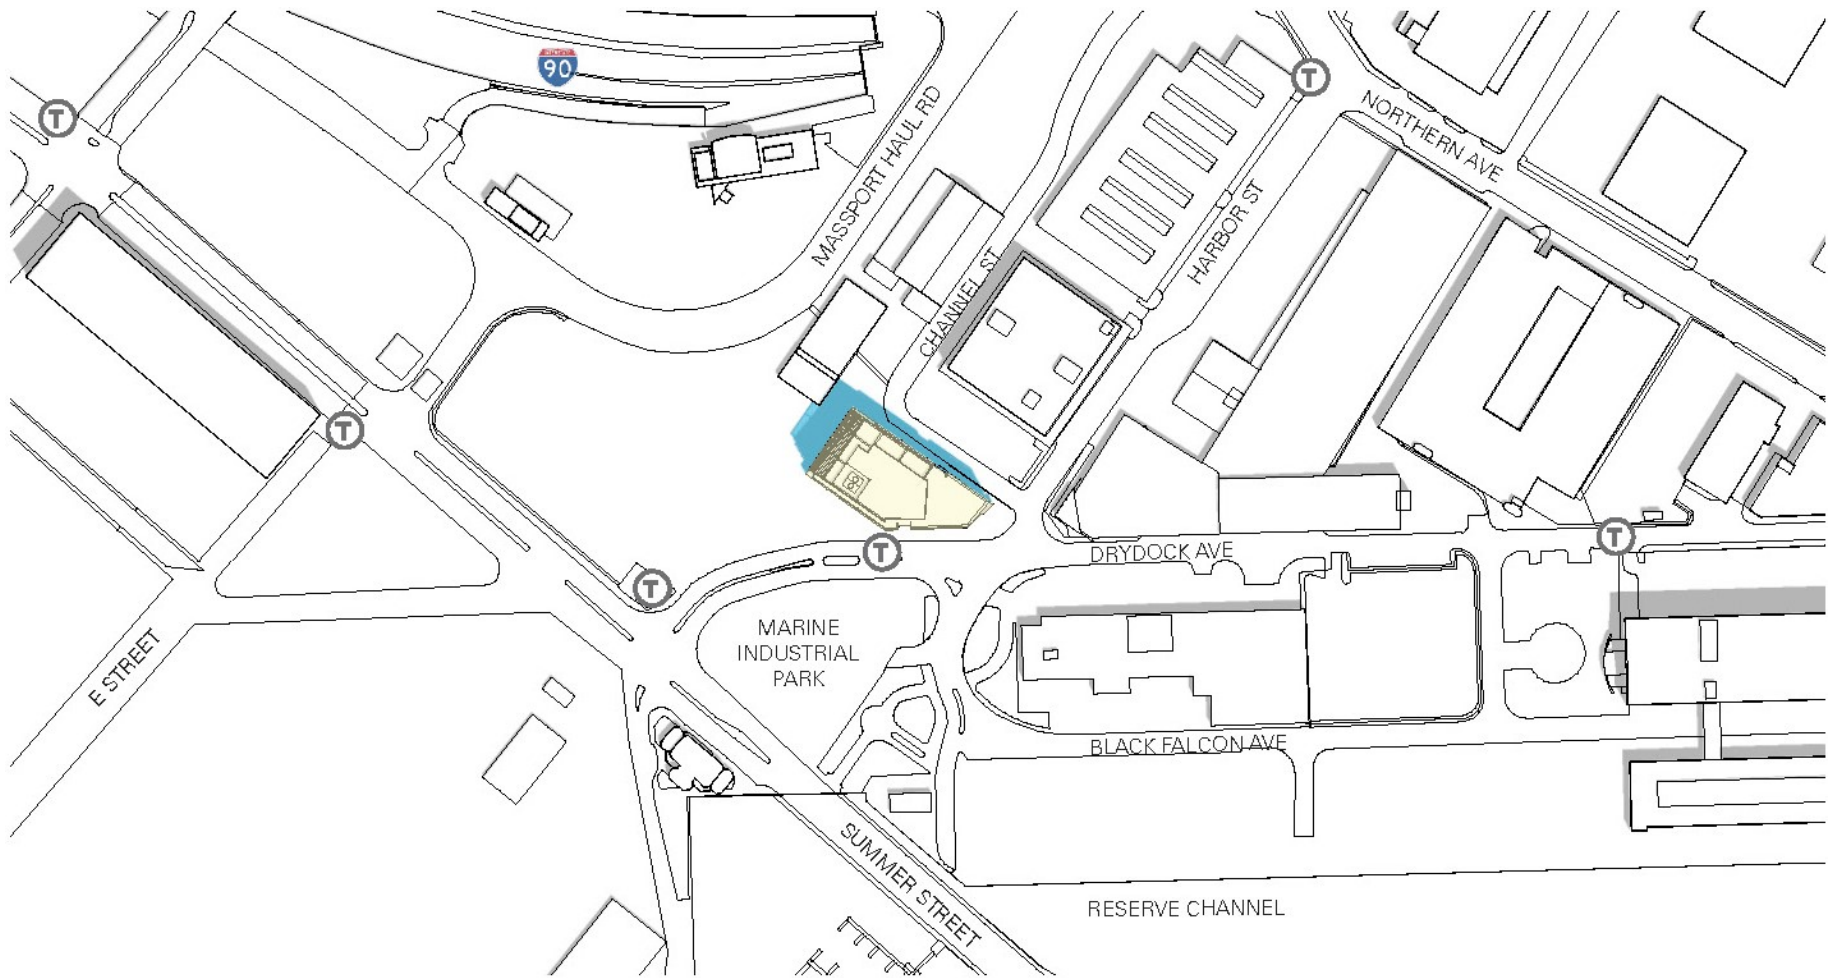 90
T
T
NORTHERN AVE
MASSPORT HAUL RD
HARBOR ST
CHANNEL ST
T
T
T
DRYDOCK AVE
T
MARINE
INDUSTRIAL
PARK
E STREET
BLACK FALCON AVE
SUMMER STREET
RESERVE CHANNEL